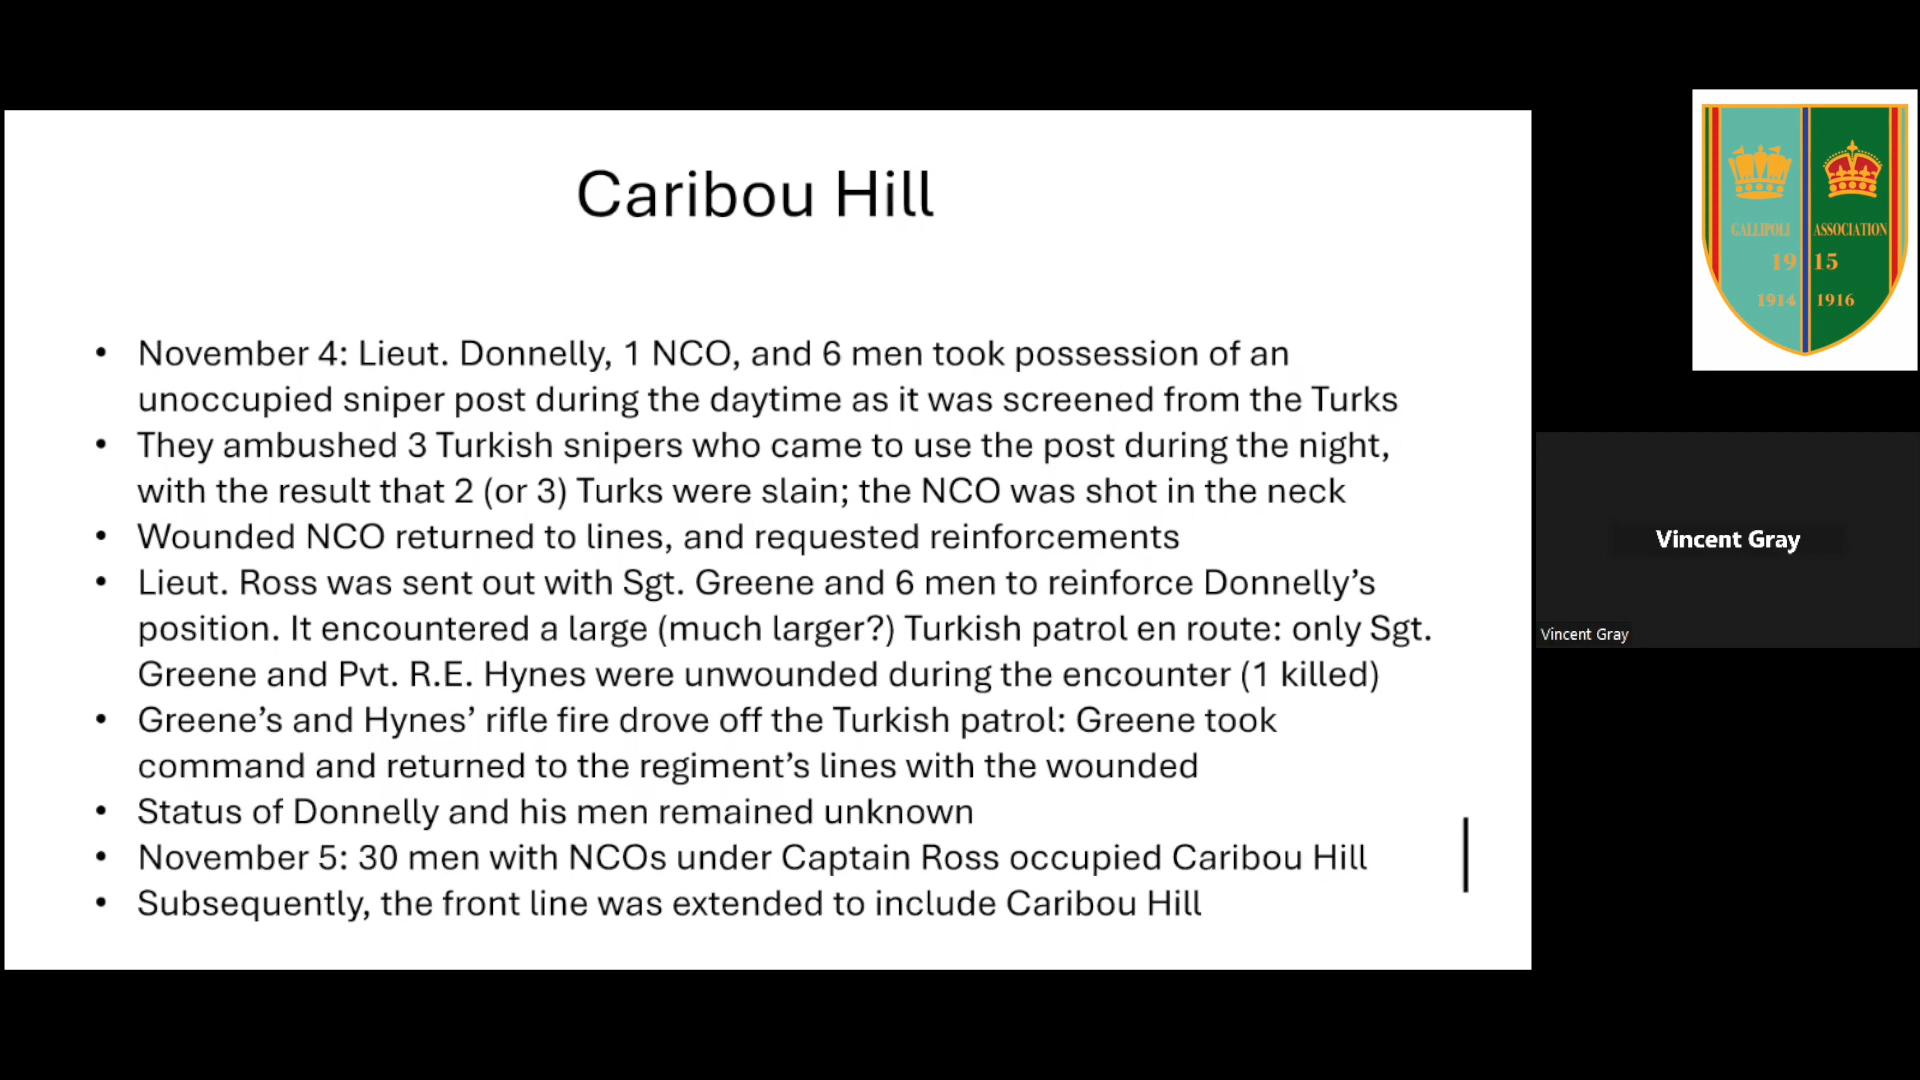 Caribou Hill
• November 4: Lieut. Donnelly, 1 NCO, and 6 men took possession of an
unoccupied sniper post during the daytime as it was screened from the Turks
• They ambushed 3 Turkish snipers who came to use the post during the night,
with the result that 2 (or 3) Turks were slain; the NCO was shot in the neck
• Wounded NCO returned to lines, and requested reinforcements
• Lieut. Ross was sent out with Sgt. Greene and 6 men to reinforce Donnelly’s
position. It encountered a large (much larger?) Turkish patrol en route: only Sgt.
Greene and Pvt. R.E. Hynes were unwounded during the encounter (1 killed)
• Greene’s and Hynes’ rifle fire drove off the Turkish patrol: Greene took
command and returned to the regiment’s lines with the wounded
• Status of Donnelly and his men remained unknown
• November 5: 30 men with NCOs under Captain Ross occupied Caribou Hill
• Subsequently, the front line was extended to include Caribou Hill
GALLIPOLI ASSOCIATION
19 15
1914 1916
Vincent Gray
Vincent Gray